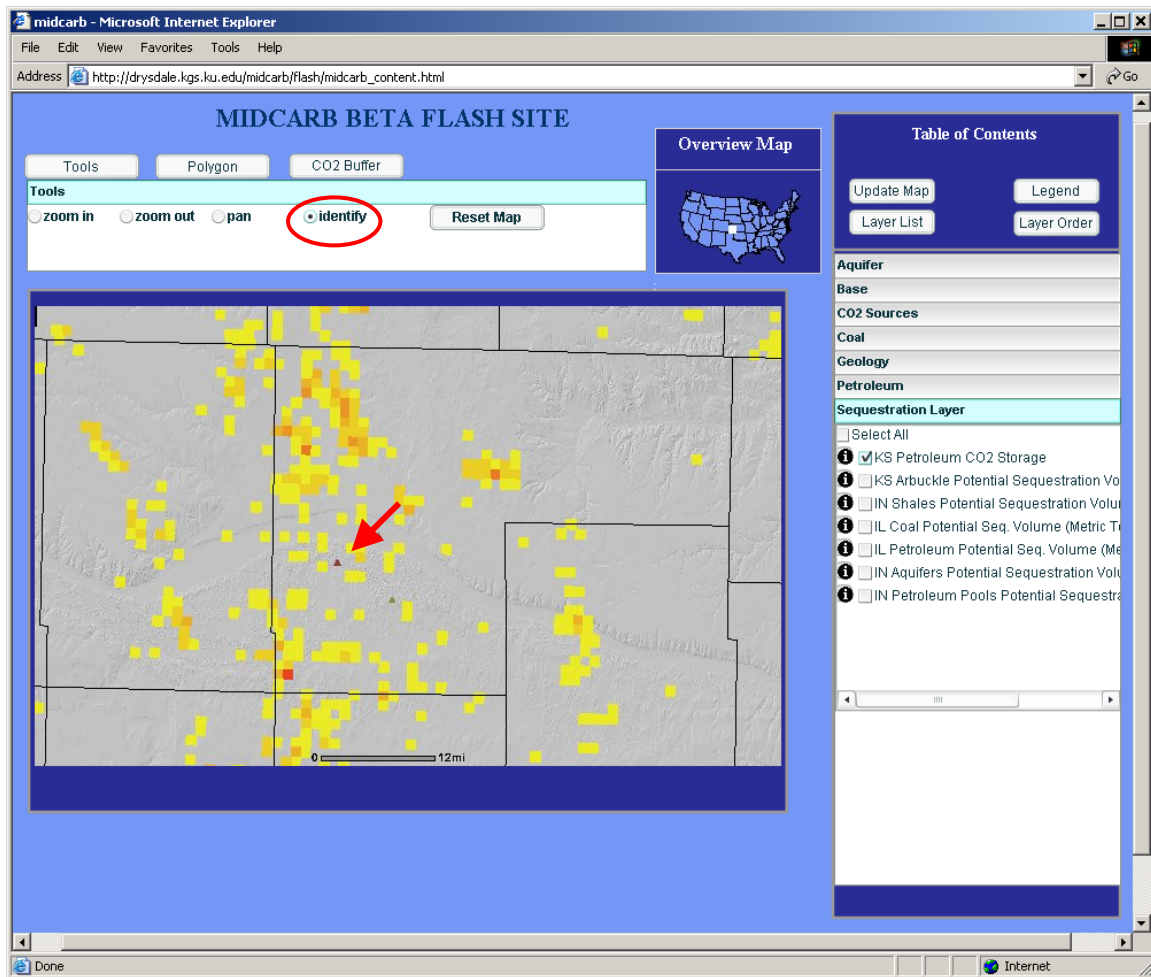 midcarb - Microsoft Internet Explorer
File Edit View Favorites Tools Help
Address http://drysdale.kgs.ku.edu/midcarb/flash/midcarb_content.html Go
MIDCARB BETA FLASH SITE
Tools Polygon CO2 Buffer
Tools
zoom in zoom out pan identify Reset Map
Overview Map
Table of Contents
Update Map Legend
Layer List Layer Order
Aquifer
Base
CO2 Sources
Coal
Geology
Petroleum
Sequestration Layer
Select All
KS Petroleum CO2 Storage
KS Arbuckle Potential Sequestration Vo
IN Shales Potential Sequestration Volu
IL Coal Potential Seq. Volume (Metric T
IL Petroleum Potential Seq. Volume (Me
IN Aquifers Potential Sequestration Volu
IN Petroleum Pools Potential Sequestra
0 12mi
Done Internet